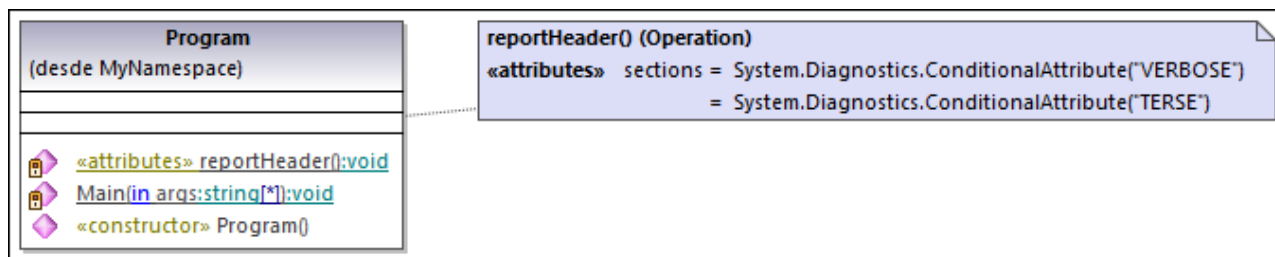 Program
(desde MyNamespace)
«attributes» reportHeader():void
Main(in args:string[*]):void
«constructor» Program()
reportHeader() (Operation)
«attributes» sections = System.Diagnostics.ConditionalAttribute("VERBOSE")
= System.Diagnostics.ConditionalAttribute("TERSE")